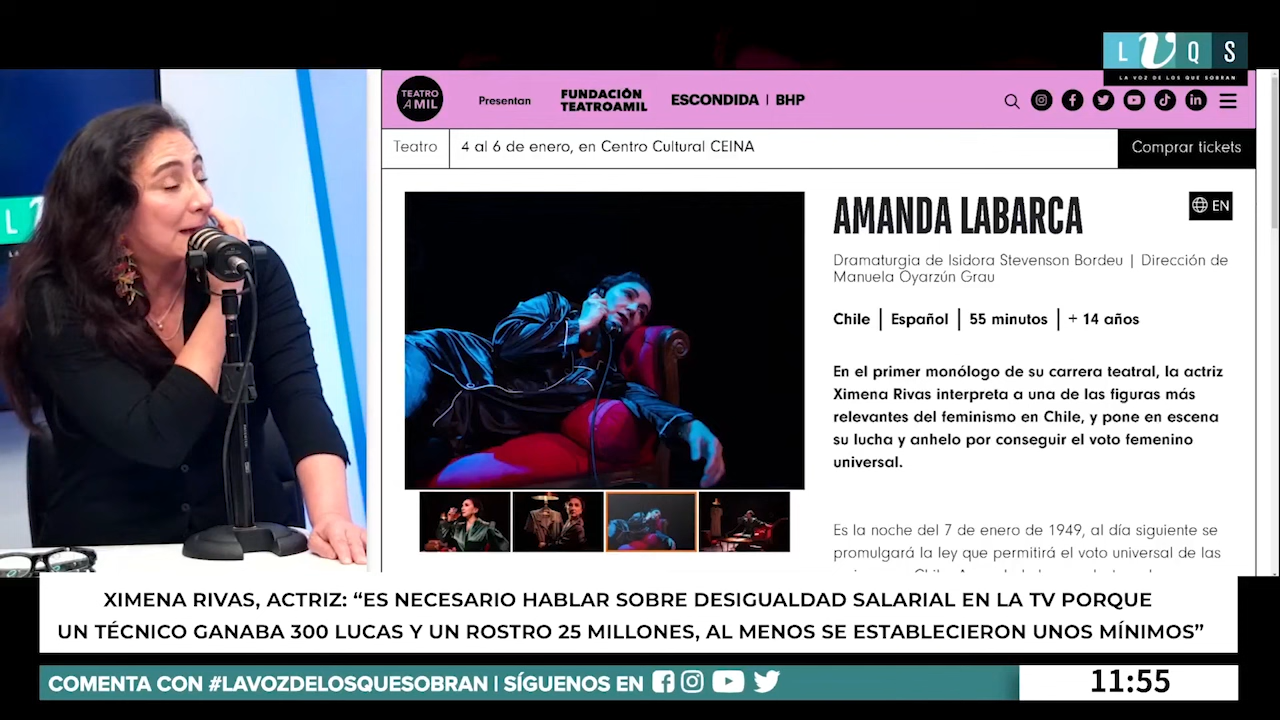 L V Q S
LA VOZ DE LOS QUE SOBRAN
TEATRO
A MIL
Presentan
FUNDACIÓN
TEATROAMIL
ESCONDIDA | BHP
Teatro
4 al 6 de enero, en Centro Cultural CEINA
Comprar tickets
L V
AMANDA LABARCA
EN
Dramaturgia de Isidora Stevenson Bordeu | Dirección de
Manuela Oyarzún Grau
Chile | Español | 55 minutos | + 14 años
En el primer monólogo de su carrera teatral, la actriz
Ximena Rivas interpreta a una de las figuras más
relevantes del feminismo en Chile, y pone en escena
su lucha y anhelo por conseguir el voto femenino
universal.
Es la noche del 7 de enero de 1949, al día siguiente se
promulgará la ley que permitirá el voto universal de las
XIMENA RIVAS, ACTRIZ: “ES NECESARIO HABLAR SOBRE DESIGUALDAD SALARIAL EN LA TV PORQUE
UN TÉCNICO GANABA 300 LUCAS Y UN ROSTRO 25 MILLONES, AL MENOS SE ESTABLECIERON UNOS MÍNIMOS”
COMENTA CON #LAVOZDELOSQUESOBRAN | SÍGUENOS EN
11:55